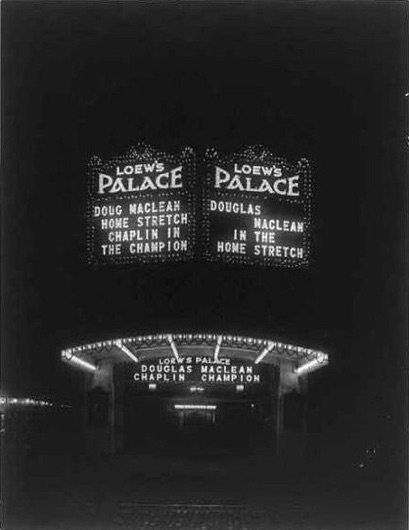 LOEW'S
PALACE
DOUG MACLEAN
HOME STRETCH
CHAPLIN IN
THE CHAMPION
LOEW'S
PALACE
DOUGLAS
MACLEAN
IN THE
HOME STRETCH
LOEW'S PALACE
DOUGLAS MACLEAN
CHAPLIN CHAMPION